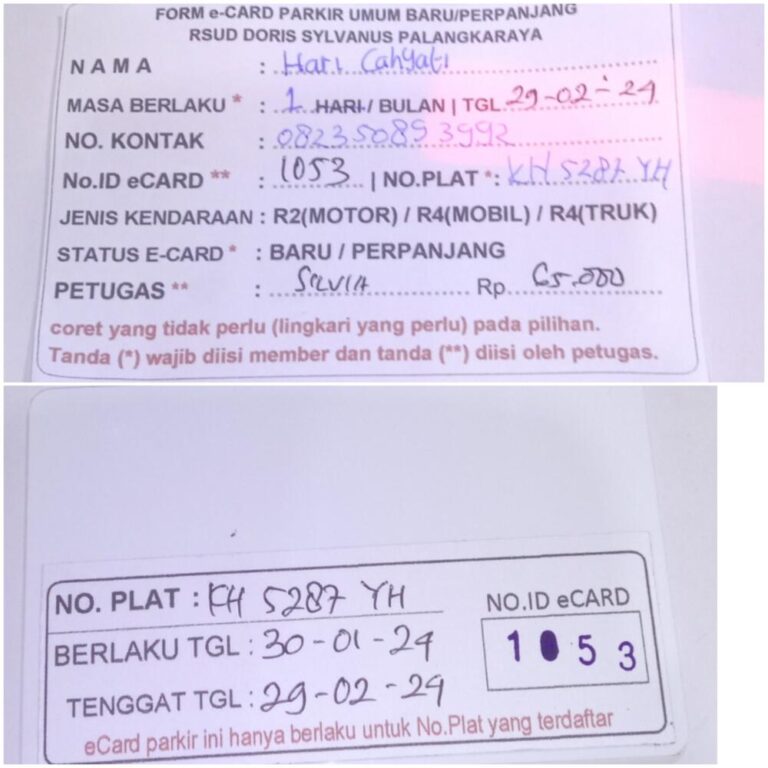 FORM e-CARD PARKIR UMUM BARU/PERPANJANG
RSUD DORIS SYLVANUS PALANGKARAYA
NAMA : Hari Cahyati
MASA BERLAKU * : 1 HARI / BULAN | TGL. 29-02-24
NO. KONTAK : 082350893992
No.ID eCARD ** : 1053 | NO.PLAT *: KH 5287 YH
JENIS KENDARAAN : R2(MOTOR) / R4(MOBIL) / R4(TRUK)
STATUS E-CARD * : BARU / PERPANJANG
PETUGAS ** : SILVIA Rp. 65.000
coret yang tidak perlu (lingkari yang perlu) pada pilihan.
Tanda (*) wajib diisi member dan tanda (**) diisi oleh petugas.
NO. PLAT : KH 5287 YH
BERLAKU TGL : 30-01-24
TENGGAT TGL : 29-02-24
NO.ID eCARD
1 0 5 3
eCard parkir ini hanya berlaku untuk No.Plat yang terdaftar